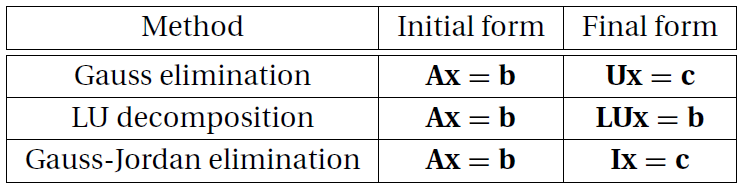 Method Initial form Final form
Gauss elimination Ax = b Ux = c
LU decomposition Ax = b LUx = b
Gauss-Jordan elimination Ax = b Ix = c